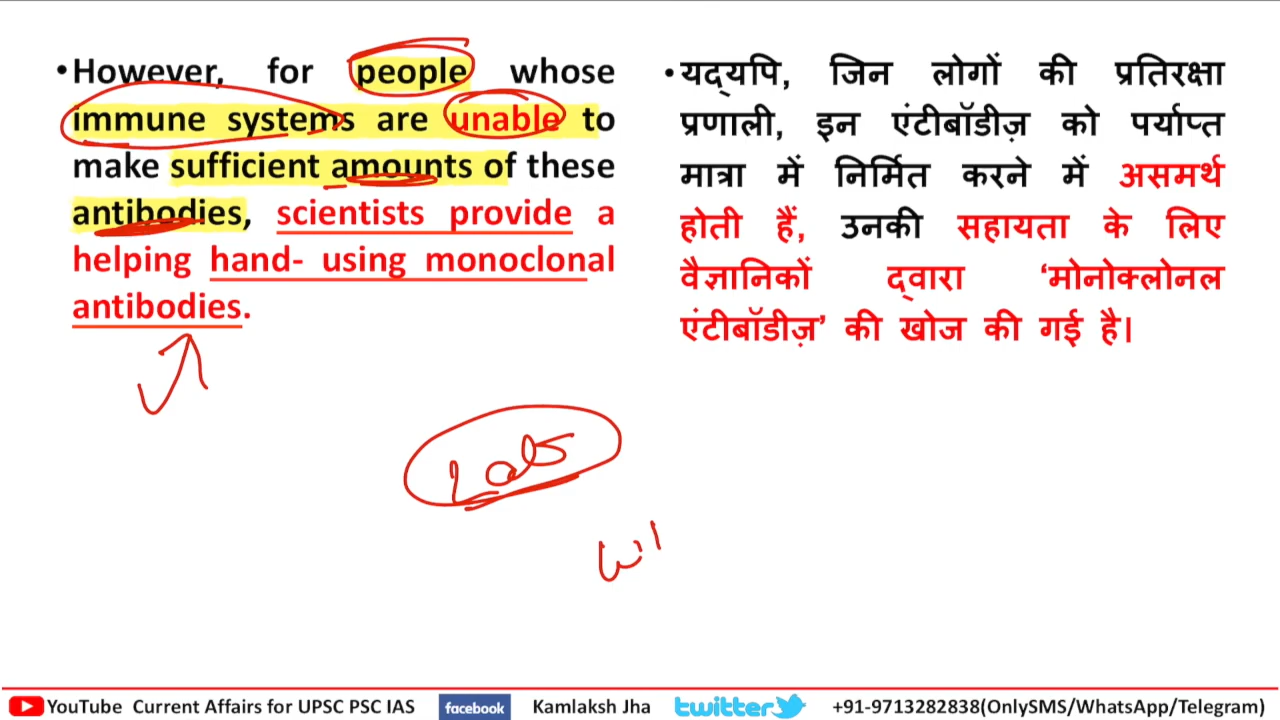 •However, for people whose
immune systems are unable to
make sufficient amounts of these
antibodies, scientists provide a
helping hand- using monoclonal
antibodies.
•यद्यपि, जिन लोगों की प्रतिरक्षा
प्रणाली, इन एंटीबॉडीज़ को पर्याप्त
मात्रा में निर्मित करने में असमर्थ
होती हैं, उनकी सहायता के लिए
वैज्ञानिकों द्वारा ‘मोनोक्लोनल
एंटीबॉडीज़’ की खोज की गई है।
Labs
YouTube Current Affairs for UPSC PSC IAS facebook Kamlaksh Jha twitter +91-9713282838(OnlySMS/WhatsApp/Telegram)